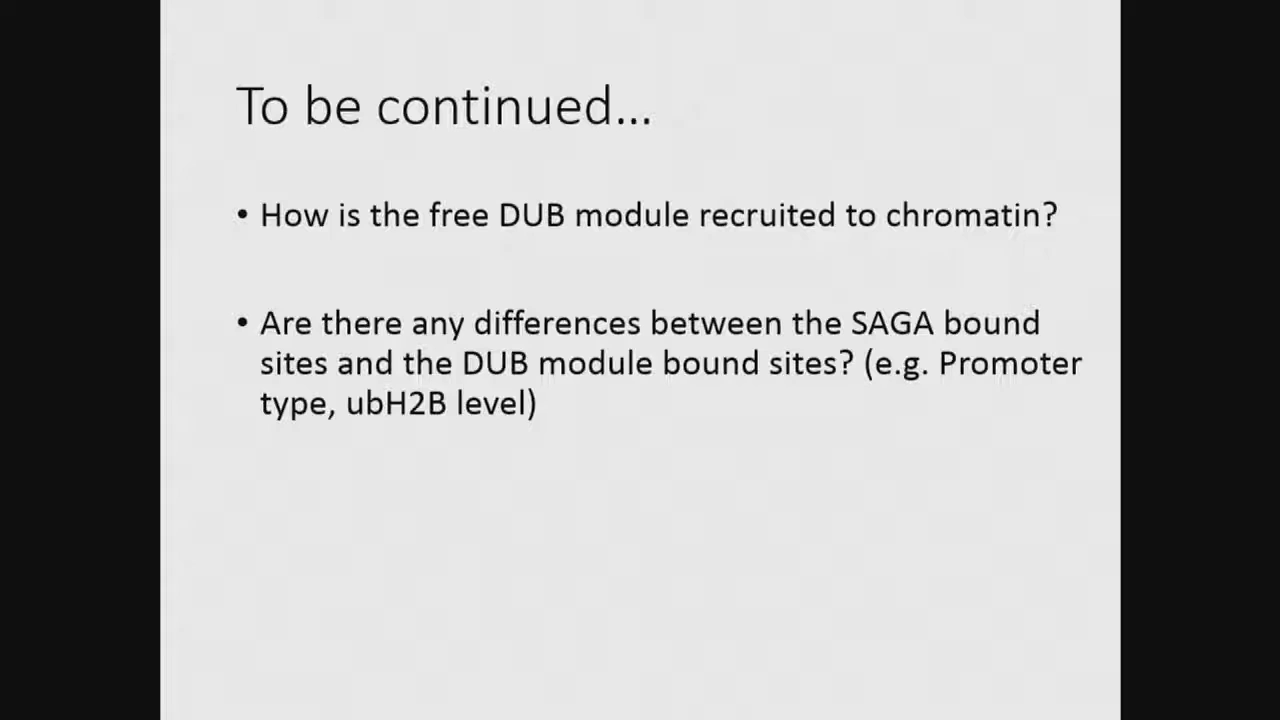 To be continued...
• How is the free DUB module recruited to chromatin?
• Are there any differences between the SAGA bound
sites and the DUB module bound sites? (e.g. Promoter
type, ubH2B level)